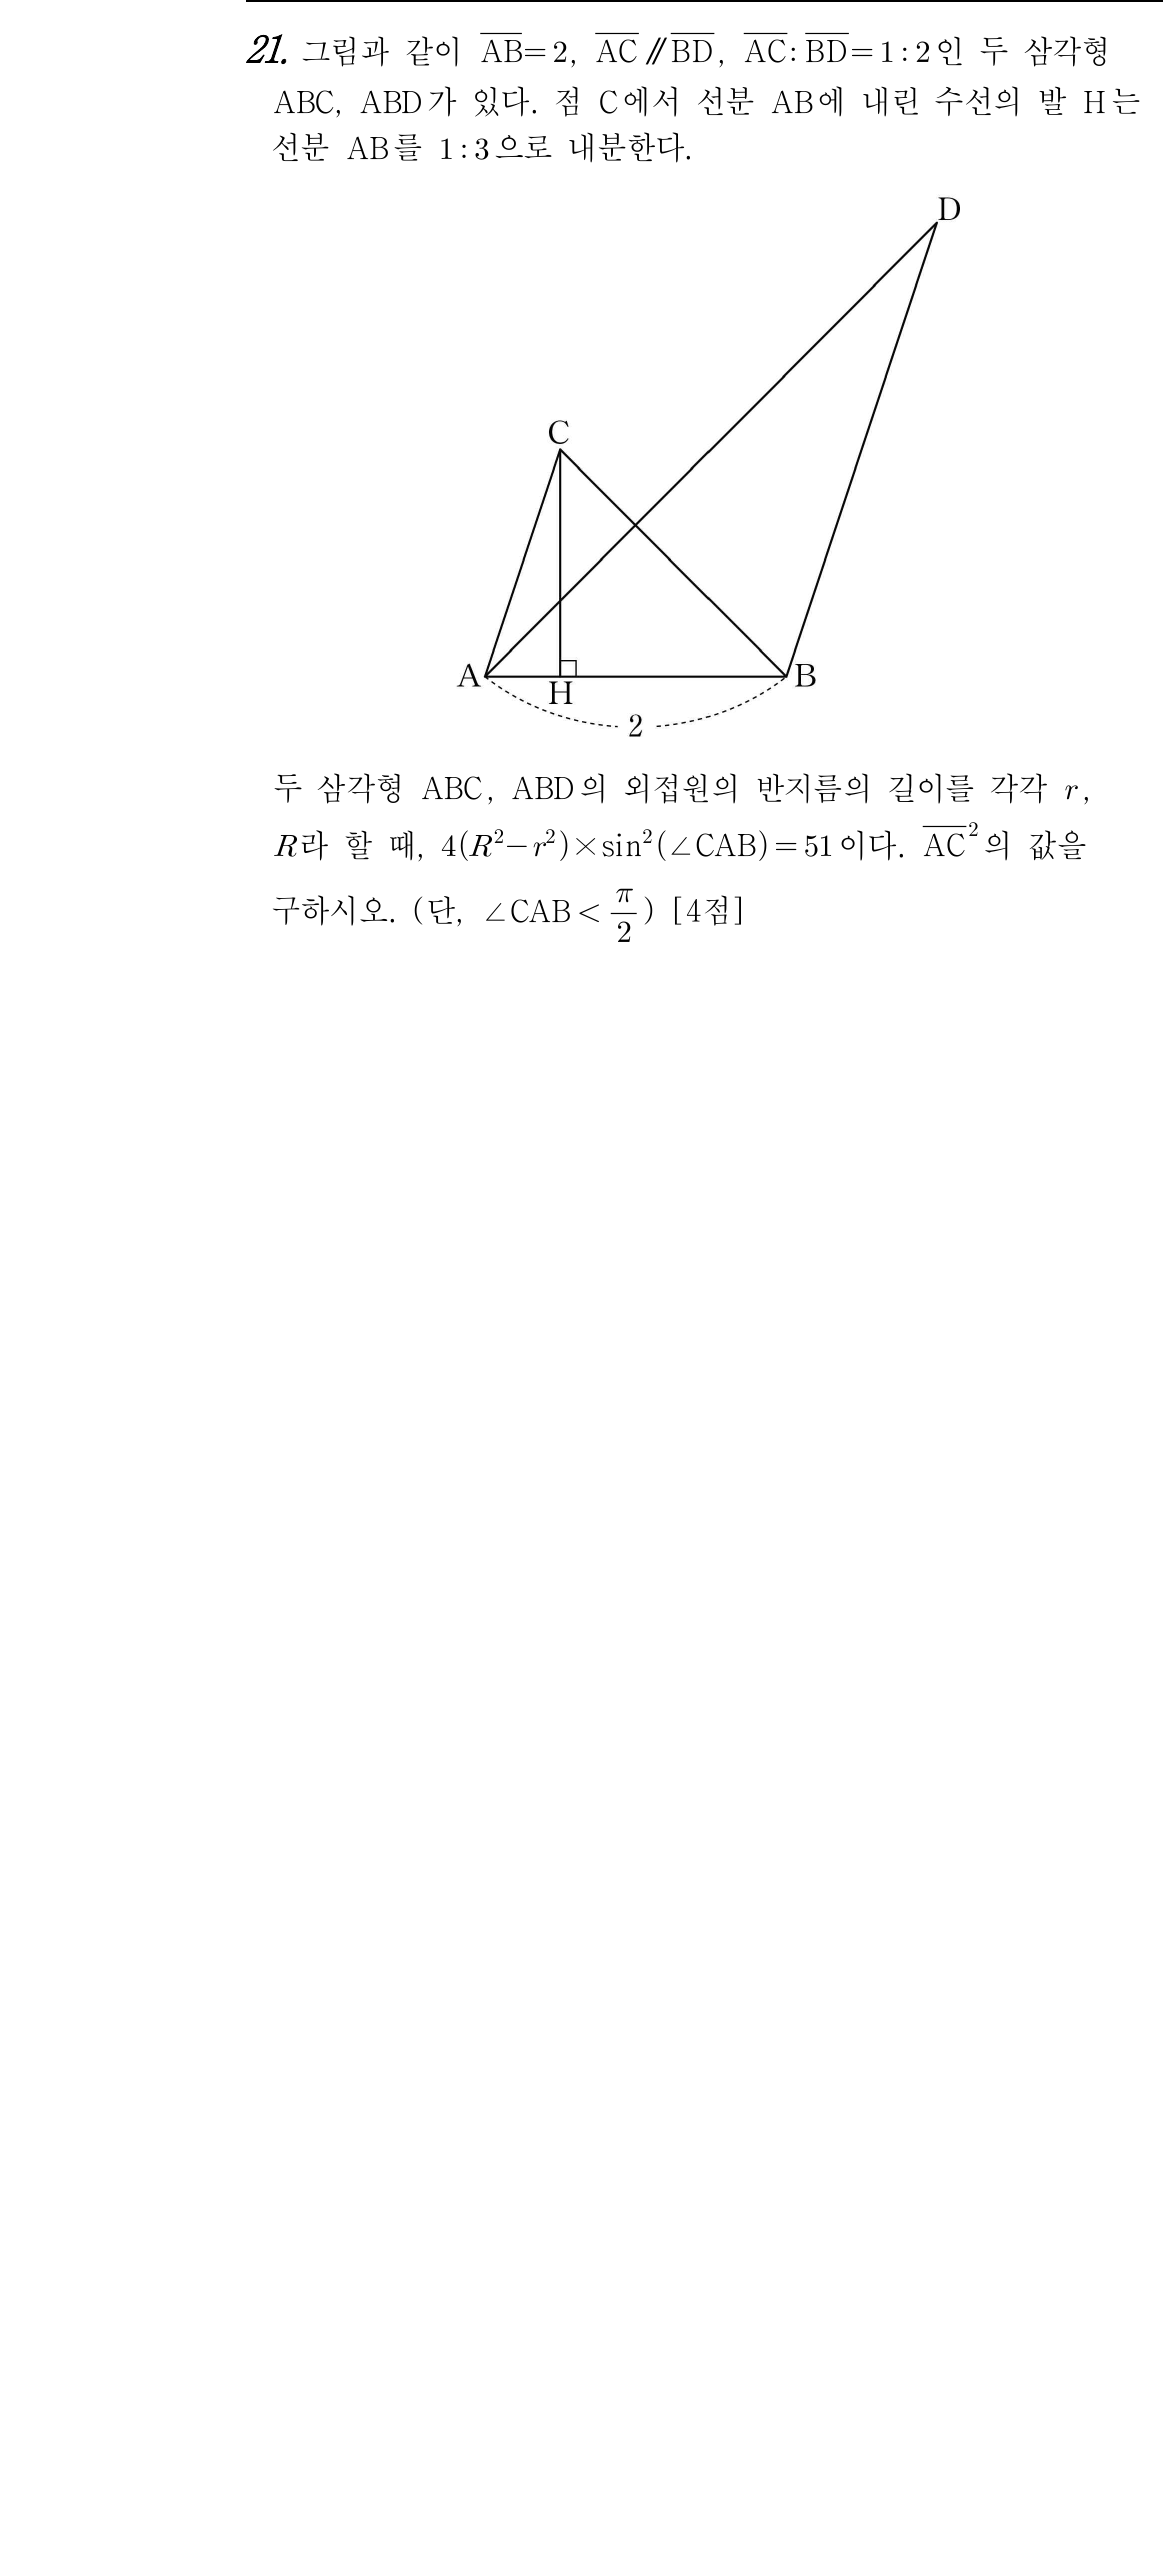 21. 그림과 같이 $\overline{AB}=2$, $\overline{AC} /\!/ \overline{BD}$, $\overline{AC}:\overline{BD}=1:2$인 두 삼각형
ABC, ABD가 있다. 점 C에서 선분 AB에 내린 수선의 발 H는
선분 AB를 1:3으로 내분한다.
D
C
A
H
B
2
두 삼각형 ABC, ABD의 외접원의 반지름의 길이를 각각 $r$,
$R$라 할 때, $4(R^2-r^2)\times\sin^2(\angle CAB)=51$이다. $\overline{AC}^2$의 값을
구하시오. (단, $\angle CAB<\frac{\pi}{2}$) [4점]